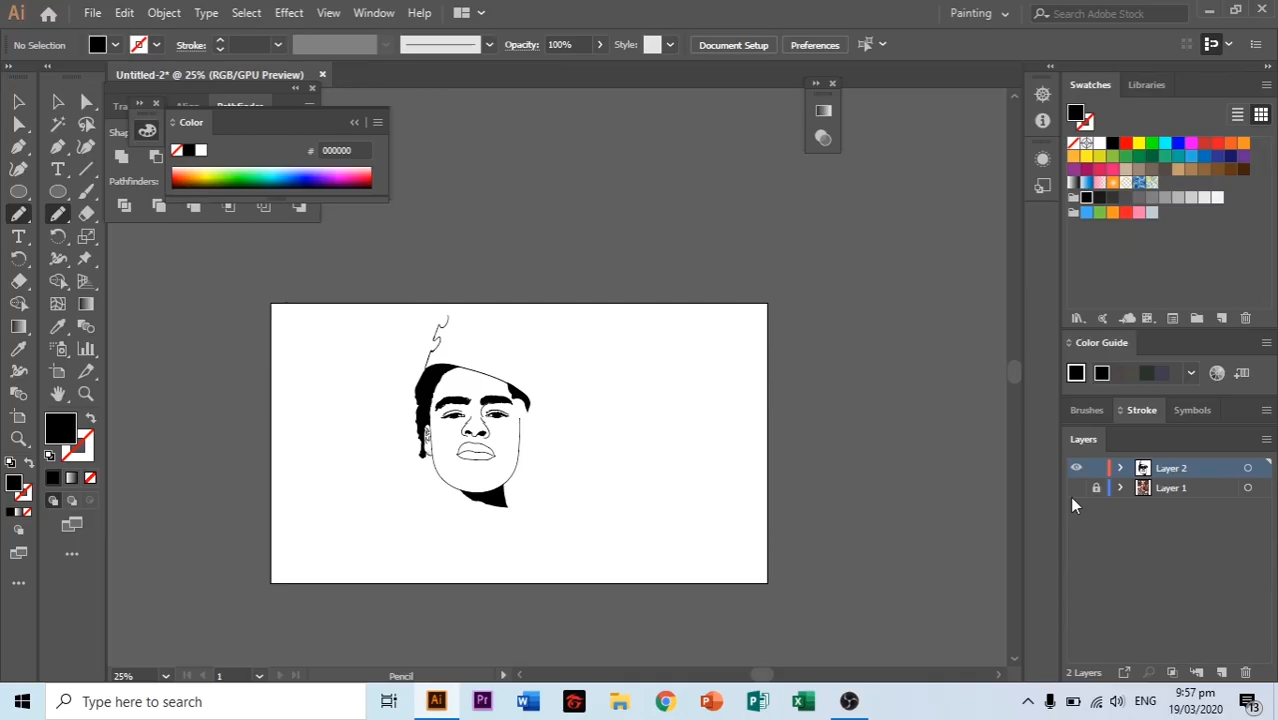 Ai File Edit Object Type Select Effect View Window Help Painting Search Adobe Stock
No Selection Stroke: Opacity: 100% Style: Document Setup Preferences
Untitled-2* @ 25% (RGB/GPU Preview)
Swatches Libraries
Color
# 000000
Pathfinders:
Color Guide
Brushes Stroke Symbols
Layers
Layer 2
Layer 1
2 Layers
25% 1 Pencil
Type here to search
Ai Pr ENG 9:57 pm
19/03/2020 13